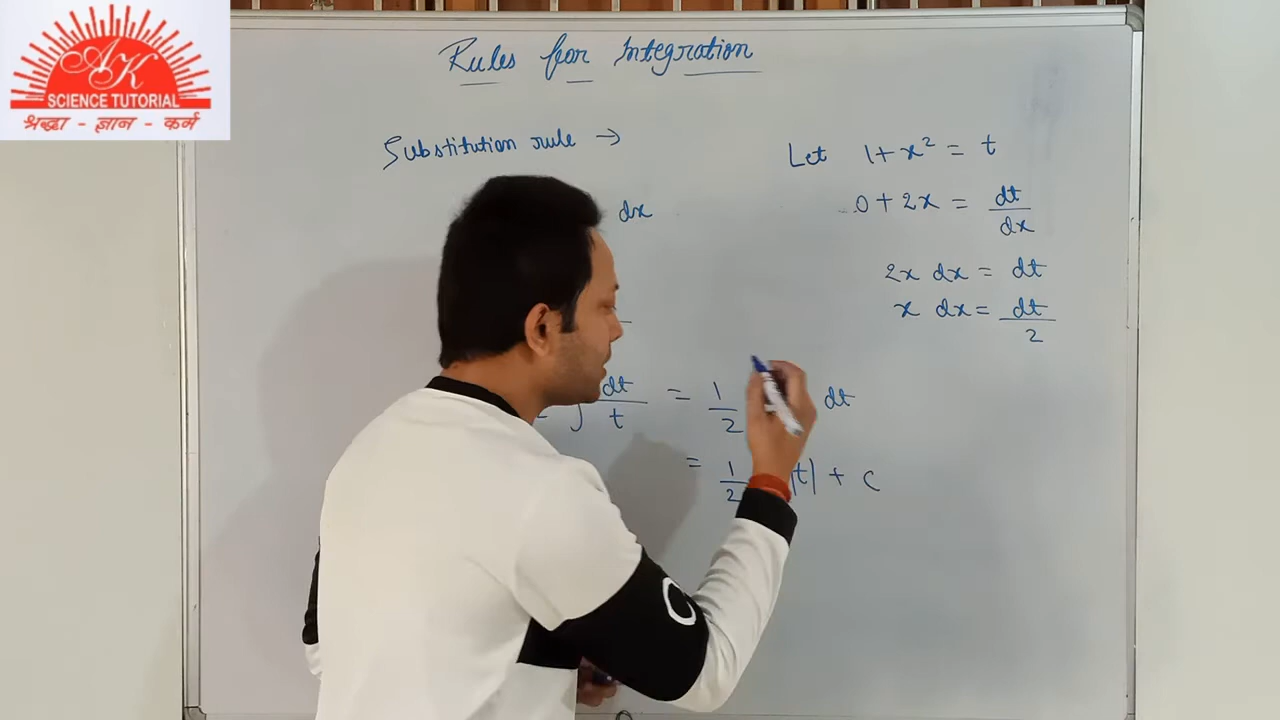 AK
SCIENCE TUTORIAL
श्रद्धा - ज्ञान - कर्म
Rules for Integration
Substitution rule →
dx
dt
t
= 1/2 dt
= 1/2 |t| + c
Let 1 + x² = t
0 + 2x = dt/dx
2x dx = dt
x dx = dt/2